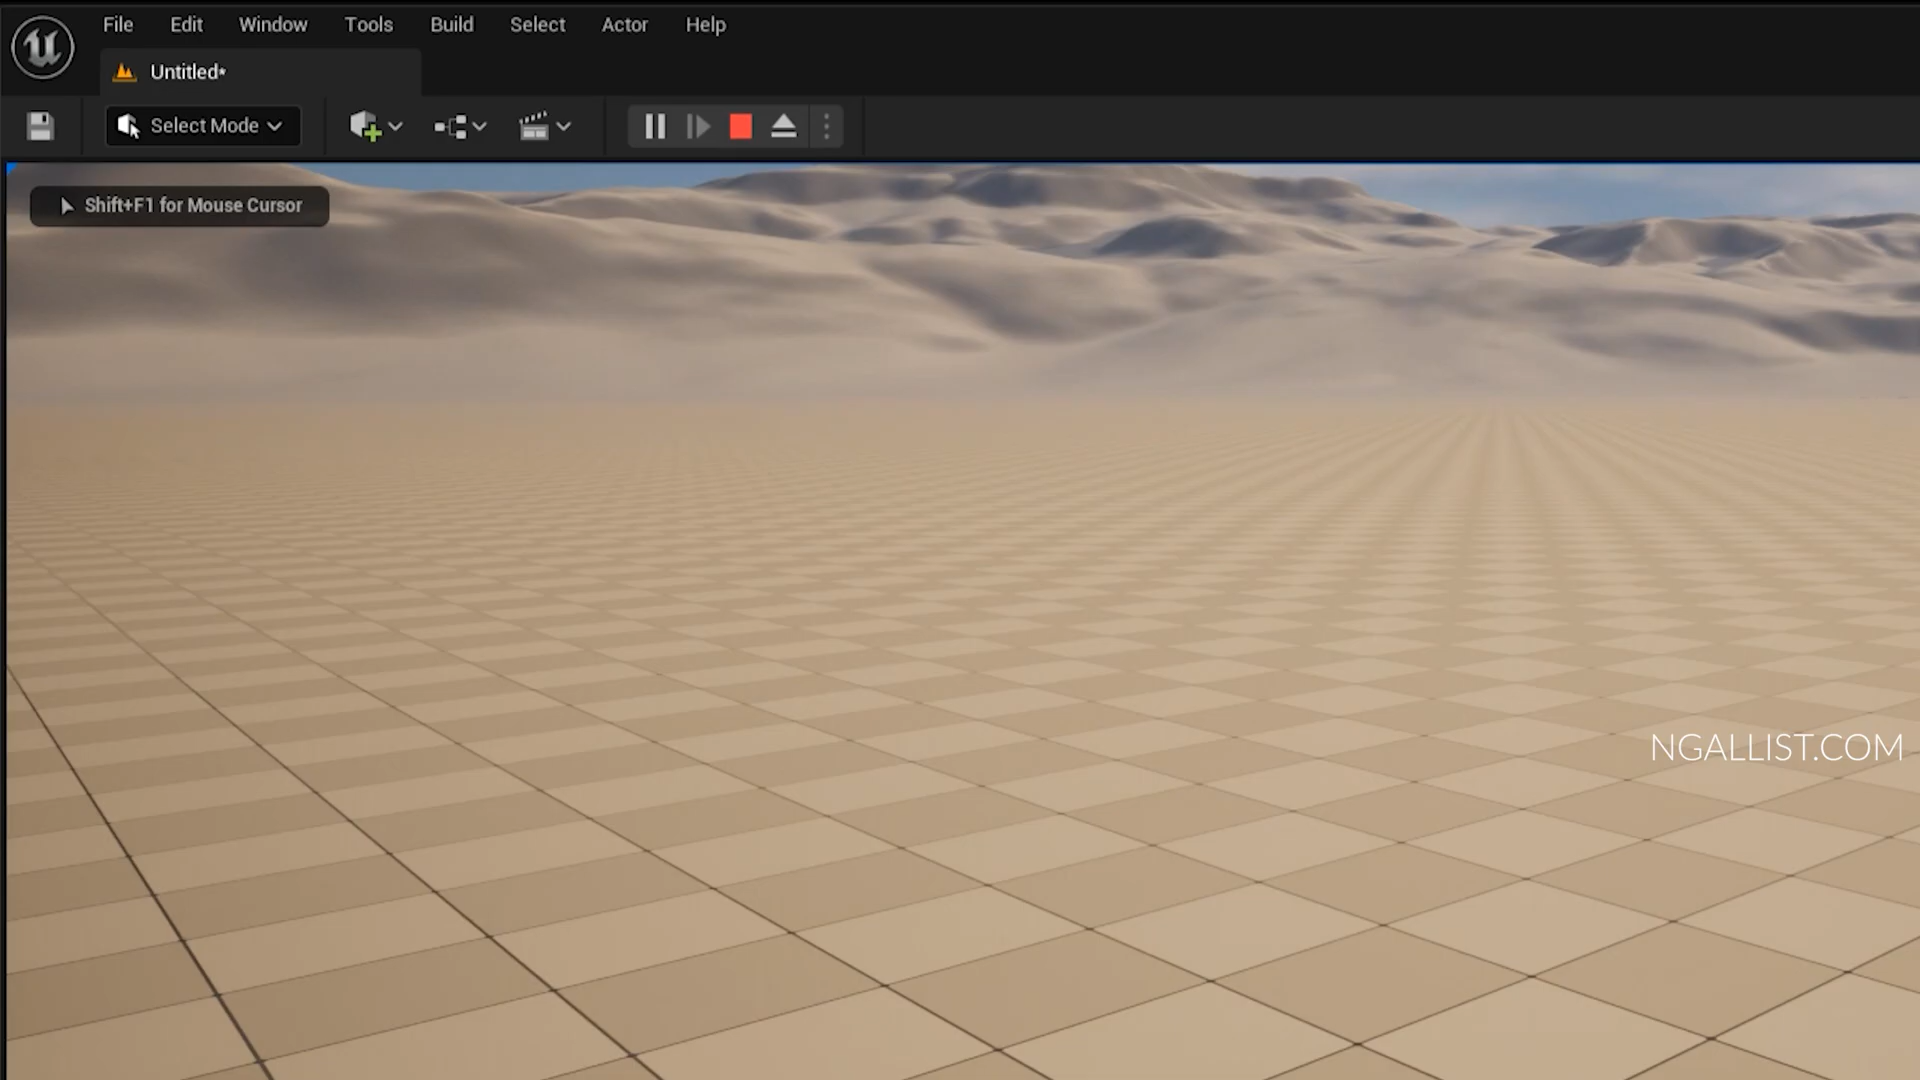 File Edit Window Tools Build Select Actor Help
Untitled*
Select Mode
Shift+F1 for Mouse Cursor
NGALLIST.COM